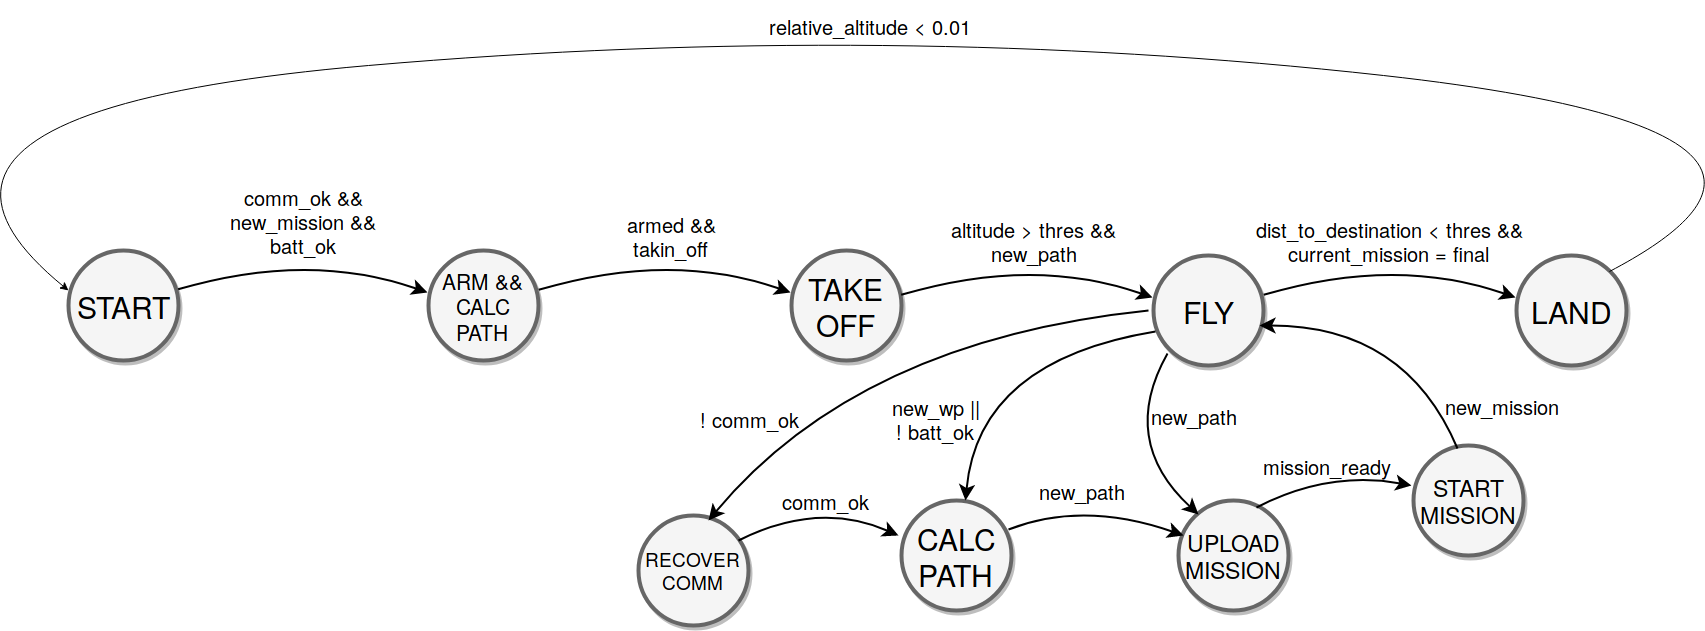 relative_altitude < 0.01
comm_ok &&
new_mission &&
batt_ok
armed &&
takin_off
altitude > thres &&
new_path
dist_to_destination < thres &&
current_mission = final
START
ARM &&
CALC
PATH
TAKE
OFF
FLY
LAND
! comm_ok
new_wp ||
! batt_ok
new_path
new_mission
comm_ok
new_path
mission_ready
RECOVER
COMM
CALC
PATH
UPLOAD
MISSION
START
MISSION